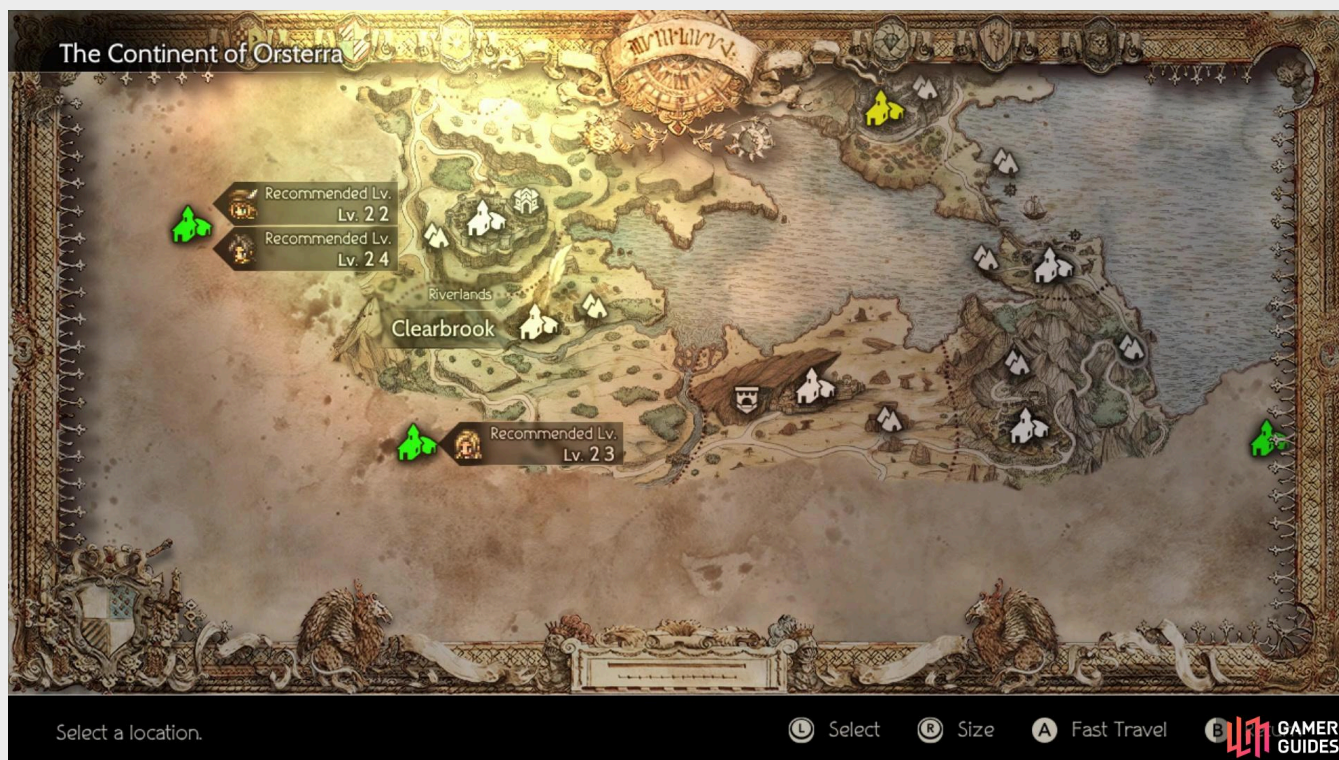 The Continent of Orsterra
Recommended Lv.
Lv. 22
Recommended Lv.
Lv. 24
Riverlands
Clearbrook
Recommended Lv.
Lv. 23
Select a location.
L Select
R Size
A Fast Travel
B
GAMER
GUIDES